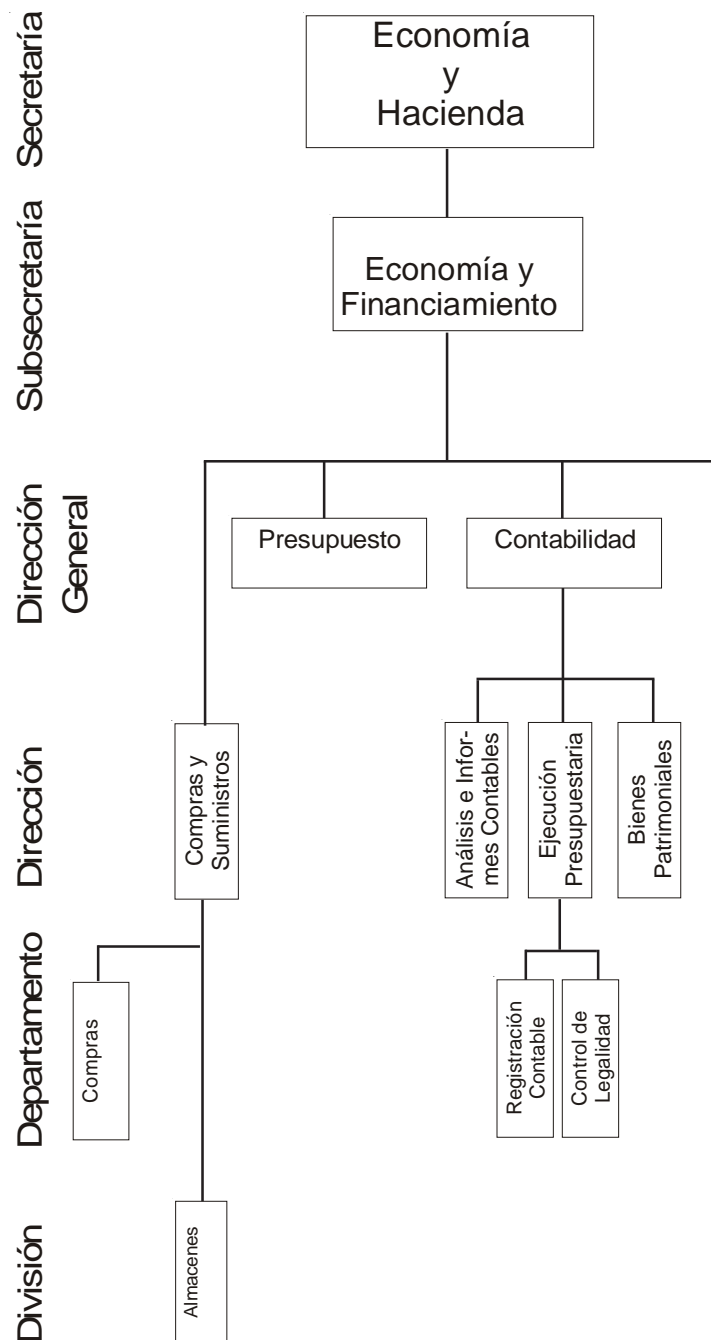 Secretaría
Economía
y
Hacienda
Subsecretaría
Economía y
Financiamiento
Dirección
General
Presupuesto
Contabilidad
Dirección
Compras y
Suministros
Análisis e Infor-
mes Contables
Ejecución
Presupuestaria
Bienes
Patrimoniales
Departamento
Compras
Registración
Contable
Control de
Legalidad
División
Almacenes